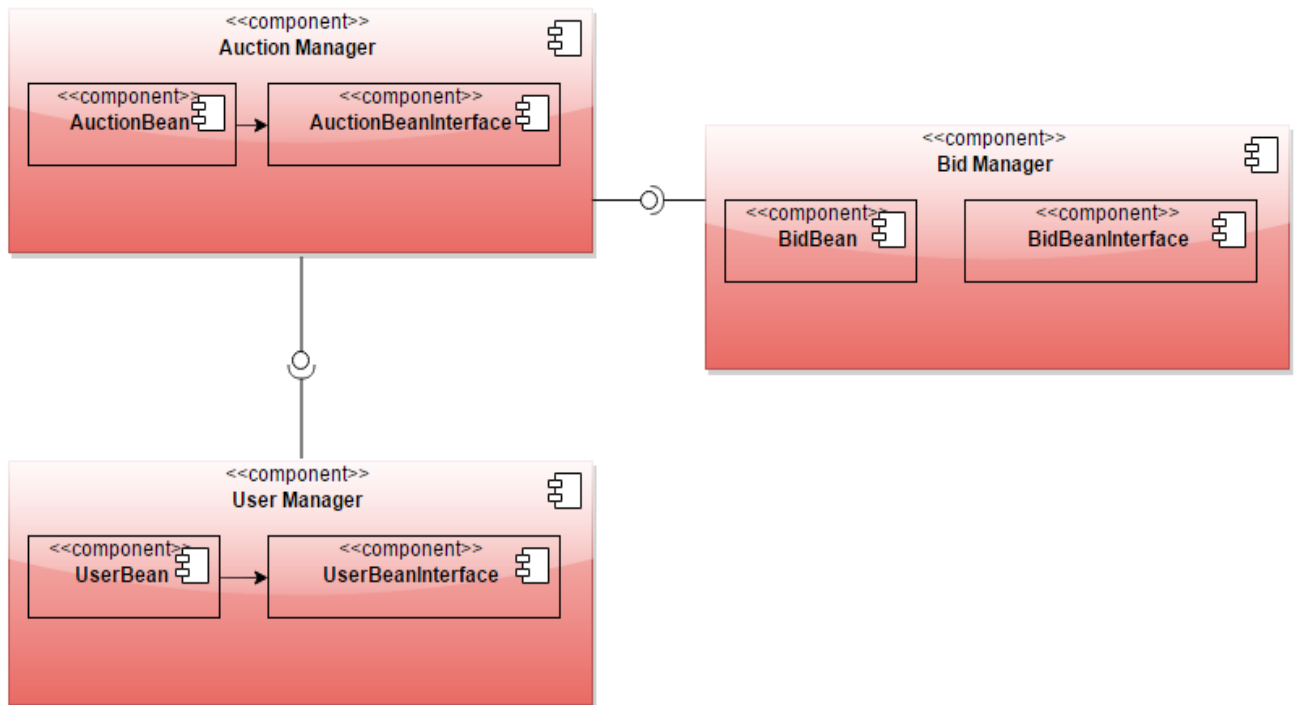 <<component>>
Auction Manager
<<component>>
AuctionBean
<<component>>
AuctionBeanInterface
<<component>>
Bid Manager
<<component>>
BidBean
<<component>>
BidBeanInterface
<<component>>
User Manager
<<component>>
UserBean
<<component>>
UserBeanInterface